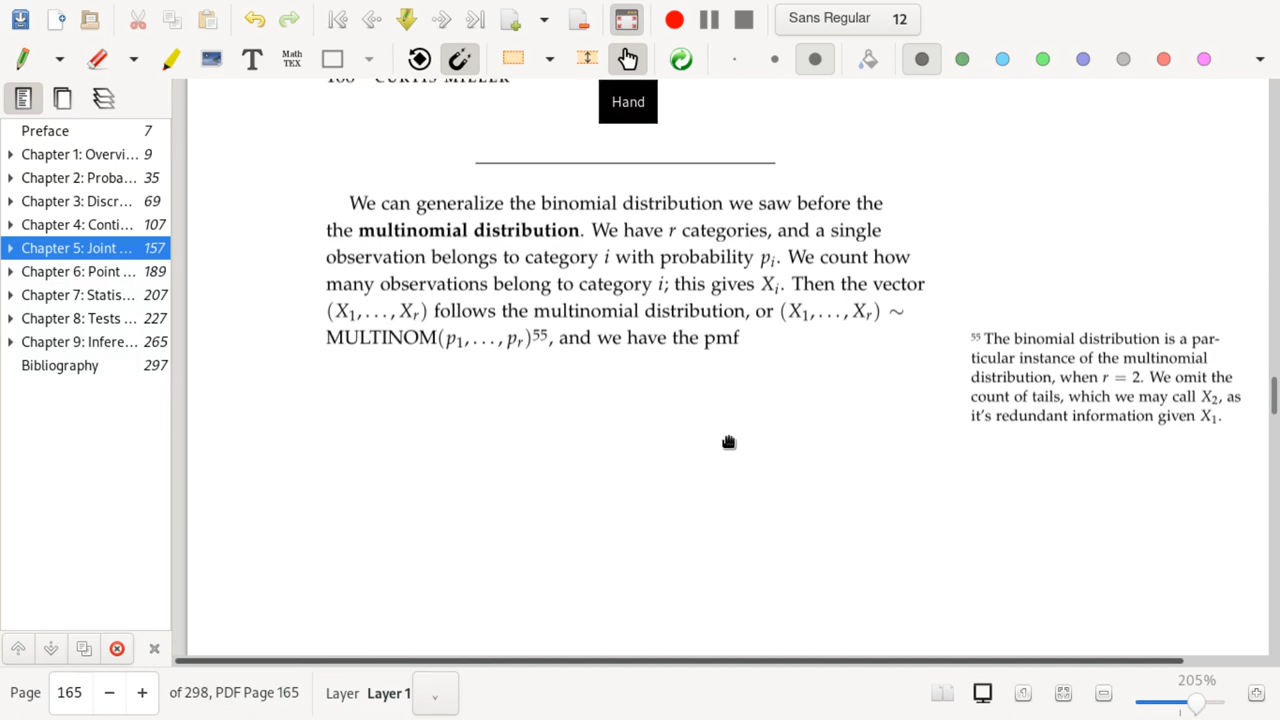 Sans Regular 12
Math
TEX
Hand
Preface 7
Chapter 1: Overvi... 9
Chapter 2: Proba... 35
Chapter 3: Discr... 69
Chapter 4: Conti... 107
Chapter 5: Joint ... 157
Chapter 6: Point ... 189
Chapter 7: Statis... 207
Chapter 8: Tests ... 227
Chapter 9: Infere... 265
Bibliography 297
CURTIS MILLER
We can generalize the binomial distribution we saw before the
the multinomial distribution. We have r categories, and a single
observation belongs to category i with probability pᵢ. We count how
many observations belong to category i; this gives Xᵢ. Then the vector
(X₁, . . . , Xᵣ) follows the multinomial distribution, or (X₁, . . . , Xᵣ) ∼
MULTINOM(p₁, . . . , pᵣ)⁵⁵, and we have the pmf
⁵⁵ The binomial distribution is a par-
ticular instance of the multinomial
distribution, when r = 2. We omit the
count of tails, which we may call X₂, as
it's redundant information given X₁.
Page 165 of 298, PDF Page 165 Layer Layer 1 205%